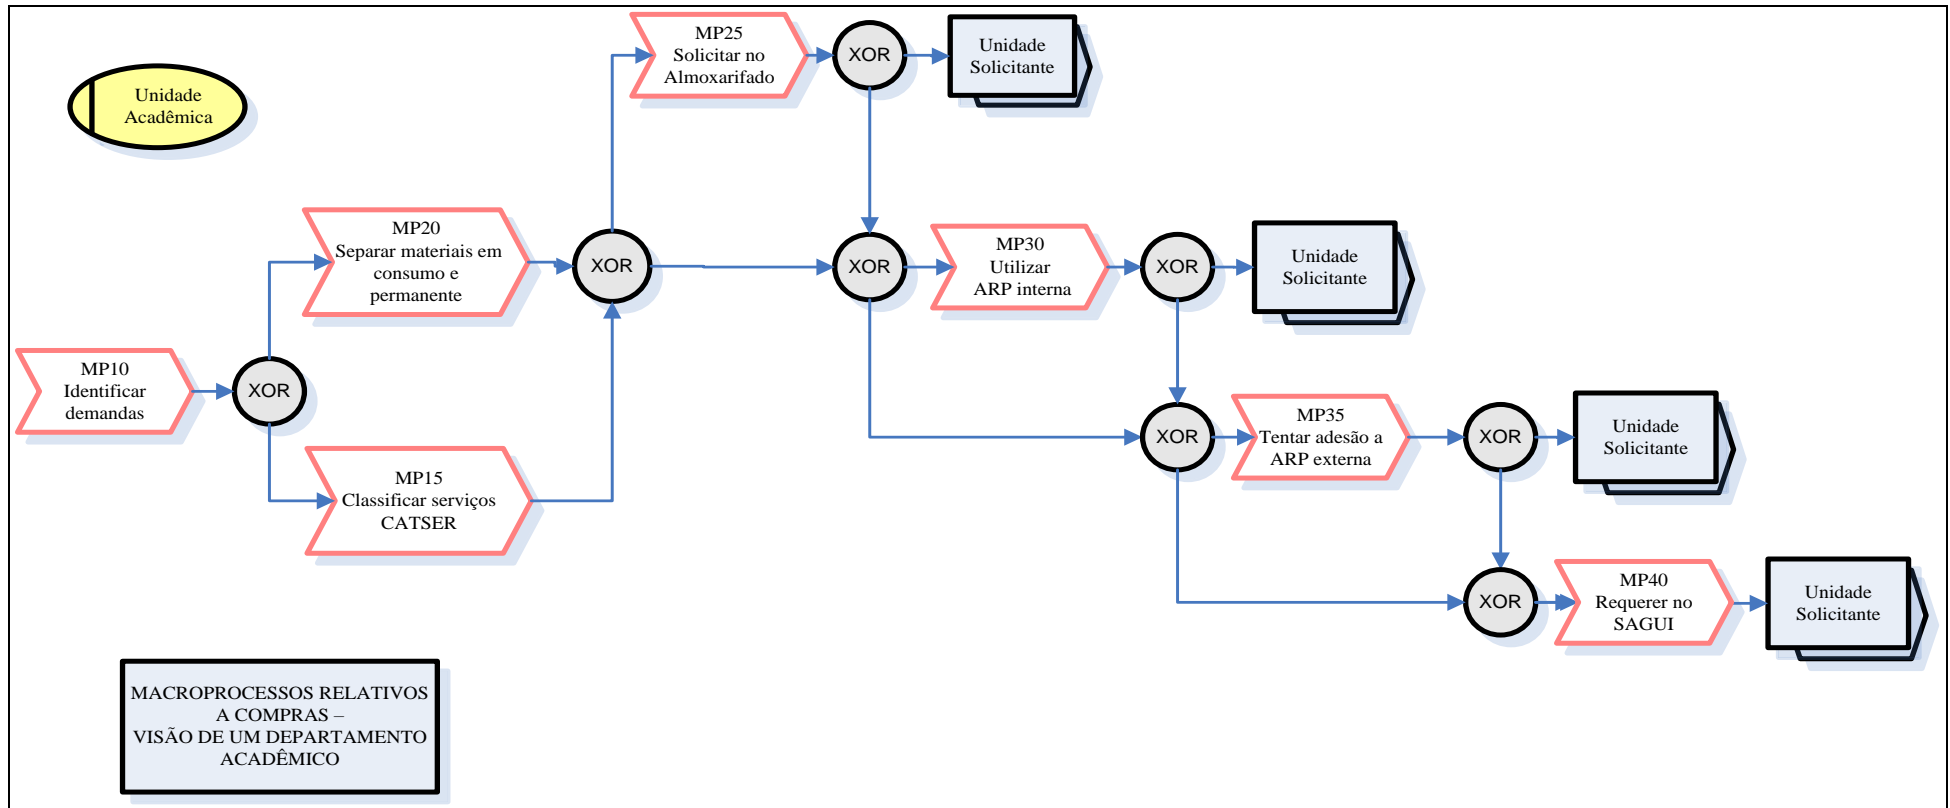 MP25
Solicitar no
Almoxarifado
XOR
Unidade
Solicitante
Unidade
Acadêmica
MP20
Separar materiais em
consumo e
permanente
XOR
XOR
MP30
Utilizar
ARP interna
XOR
Unidade
Solicitante
MP10
Identificar
demandas
XOR
MP15
Classificar serviços
CATSER
XOR
MP35
Tentar adesão a
ARP externa
XOR
Unidade
Solicitante
XOR
MP40
Requerer no
SAGUI
Unidade
Solicitante
MACROPROCESSOS RELATIVOS
A COMPRAS –
VISÃO DE UM DEPARTAMENTO
ACADÊMICO